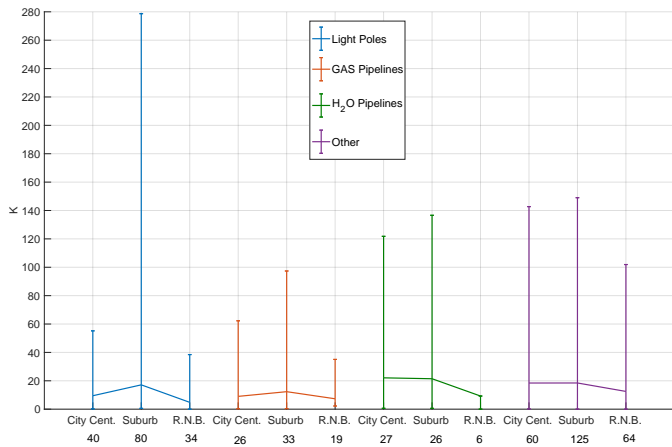 280
260
240
220
200
180
160
140
120
100
80
60
40
20
0
K
Light Poles
GAS Pipelines
H₂O Pipelines
Other
City Cent. Suburb R.N.B. City Cent. Suburb R.N.B. City Cent. Suburb R.N.B. City Cent. Suburb R.N.B.
40 80 34 26 33 19 27 26 6 60 125 64